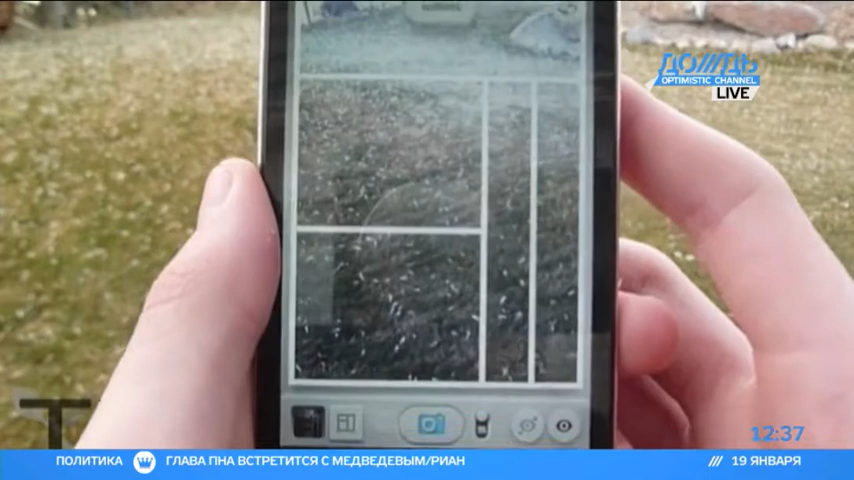 ДОЖДЬ
OPTIMISTIC CHANNEL
LIVE
12:37
ПОЛИТИКА ГЛАВА ПНА ВСТРЕТИТСЯ С МЕДВЕДЕВЫМ/РИАН /// 19 ЯНВАРЯ